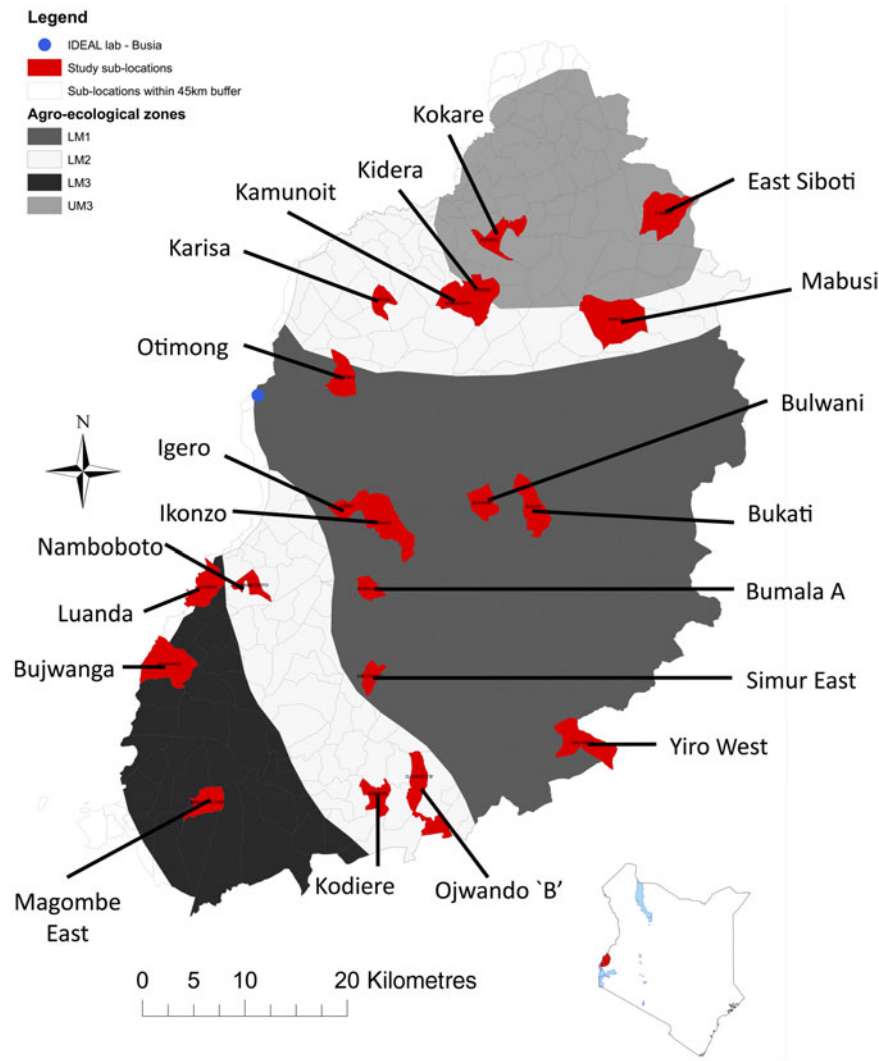 Legend
IDEAL lab - Busia
Study sub-locations
Sub-locations within 45km buffer
Agro-ecological zones
LM1
LM2
LM3
UM3
Kokare
Kidera
Kamunoit
East Siboti
Karisa
Mabusi
Otimong
Bulwani
N
Igero
Ikonzo
Bukati
Namboboto
Bumala A
Luanda
Bujwanga
Simur East
Yiro West
Magombe
East
Kodiere
Ojwando `B’
0 5 10 20 Kilometres